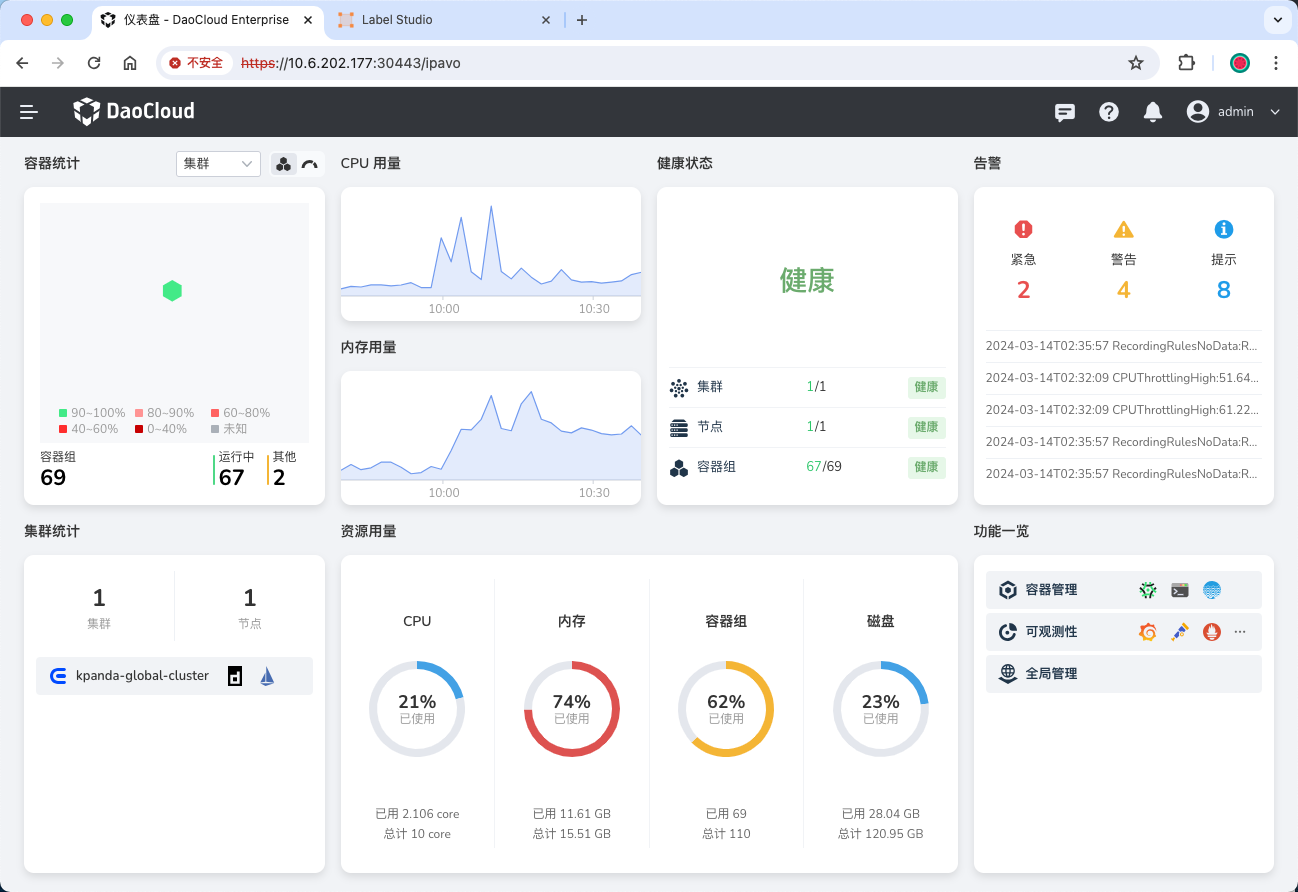 仪表盘 - DaoCloud Enterprise
Label Studio
不安全
https://10.6.202.177:30443/ipavo
DaoCloud
admin
容器统计
集群
90~100%
80~90%
60~80%
40~60%
0~40%
未知
容器组
69
运行中
67
其他
2
CPU 用量
10:00
10:30
内存用量
10:00
10:30
健康状态
健康
集群 1/1 健康
节点 1/1 健康
容器组 67/69 健康
告警
紧急
2
警告
4
提示
8
2024-03-14T02:35:57 RecordingRulesNoData:R...
2024-03-14T02:32:09 CPUThrottlingHigh:51.64...
2024-03-14T02:32:09 CPUThrottlingHigh:61.22...
2024-03-14T02:35:57 RecordingRulesNoData:R...
2024-03-14T02:35:57 RecordingRulesNoData:R...
集群统计
1
集群
1
节点
kpanda-global-cluster
资源用量
CPU
21%
已使用
已用 2.106 core
总计 10 core
内存
74%
已使用
已用 11.61 GB
总计 15.51 GB
容器组
62%
已使用
已用 69
总计 110
磁盘
23%
已使用
已用 28.04 GB
总计 120.95 GB
功能一览
容器管理
可观测性
全局管理